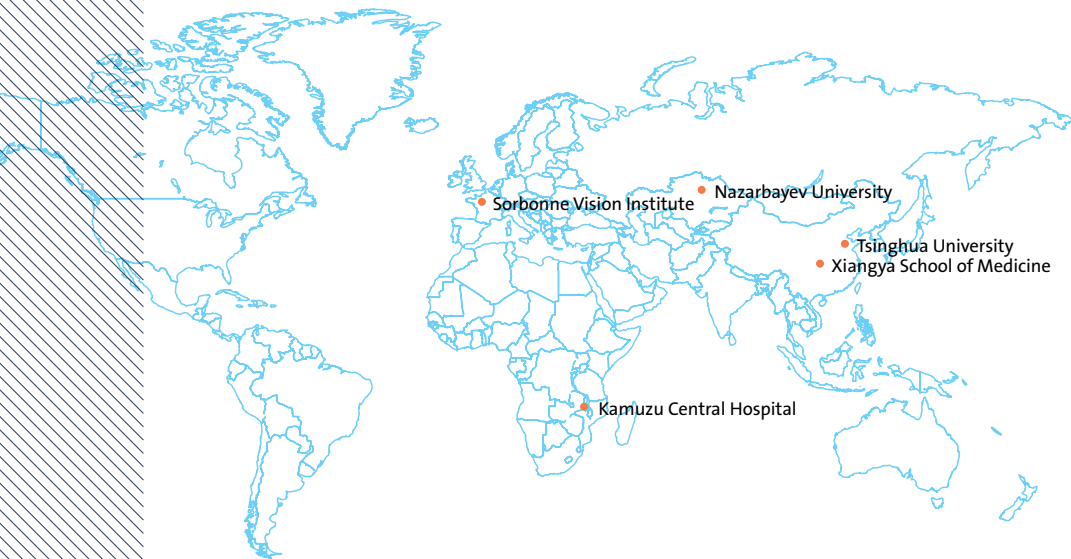 Nazarbayev University
Sorbonne Vision Institute
Tsinghua University
Xiangya School of Medicine
Kamuzu Central Hospital